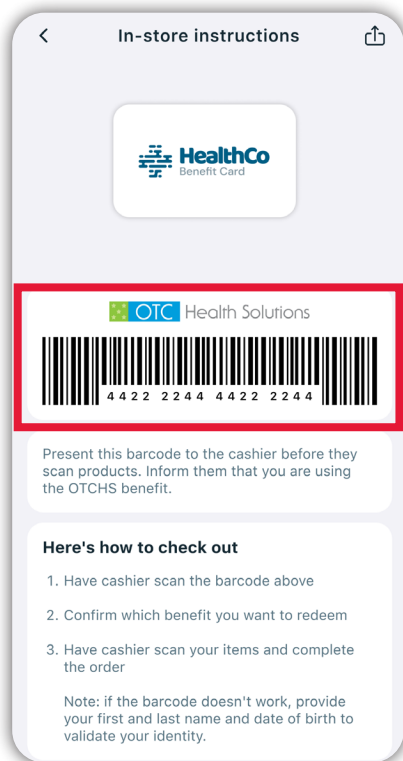 In-store instructions
HealthCo
Benefit Card
OTC Health Solutions
4422 2244 4422 2244
Present this barcode to the cashier before they
scan products. Inform them that you are using
the OTCHS benefit.
Here's how to check out
1. Have cashier scan the barcode above
2. Confirm which benefit you want to redeem
3. Have cashier scan your items and complete
the order
Note: if the barcode doesn't work, provide
your first and last name and date of birth to
validate your identity.